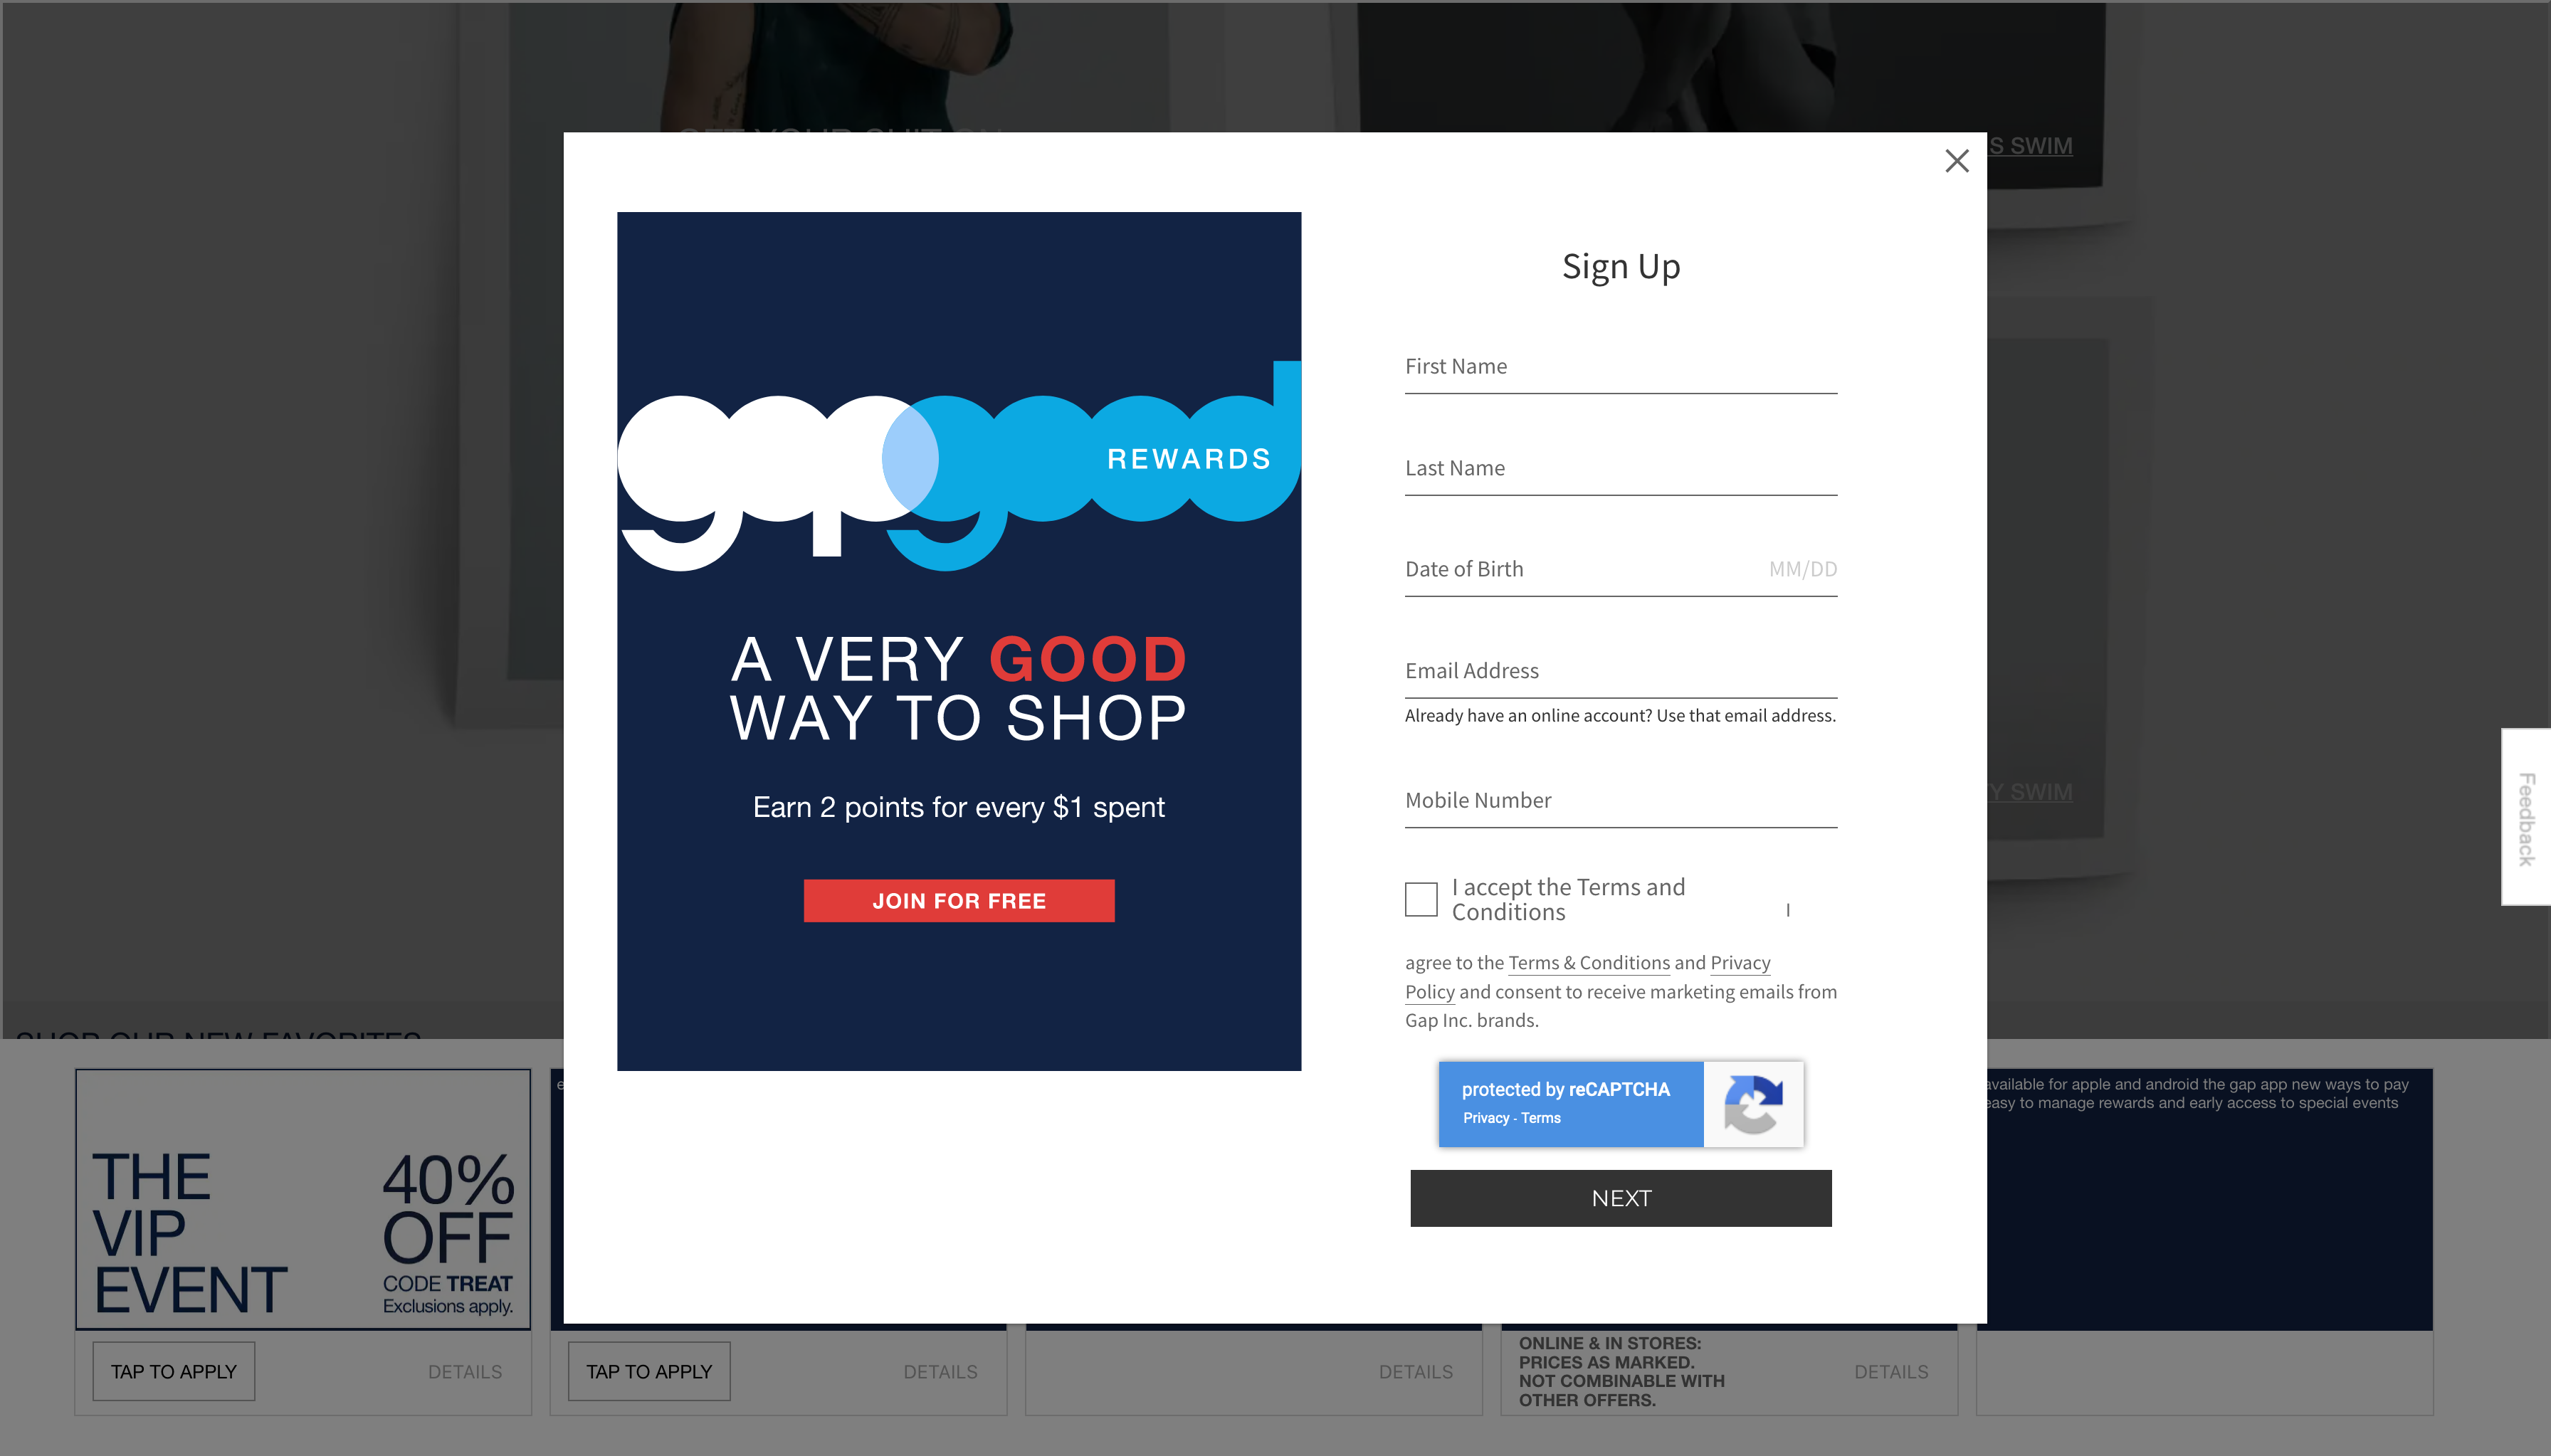 S SWIM
Sign Up
First Name
Last Name
Date of Birth
MM/DD
Email Address
Already have an online account? Use that email address.
Mobile Number
I accept the Terms and
Conditions
I
agree to the Terms & Conditions and Privacy
Policy and consent to receive marketing emails from
Gap Inc. brands.
protected by reCAPTCHA
Privacy - Terms
NEXT
gapgood
REWARDS
A VERY GOOD
WAY TO SHOP
Earn 2 points for every $1 spent
JOIN FOR FREE
Y SWIM
Feedback
SHOP OUR NEW FAVORITES
THE
VIP
EVENT
40%
OFF
CODE TREAT
Exclusions apply.
TAP TO APPLY
DETAILS
TAP TO APPLY
DETAILS
DETAILS
ONLINE & IN STORES:
PRICES AS MARKED.
NOT COMBINABLE WITH
OTHER OFFERS.
DETAILS
available for apple and android the gap app new ways to pay
easy to manage rewards and early access to special events